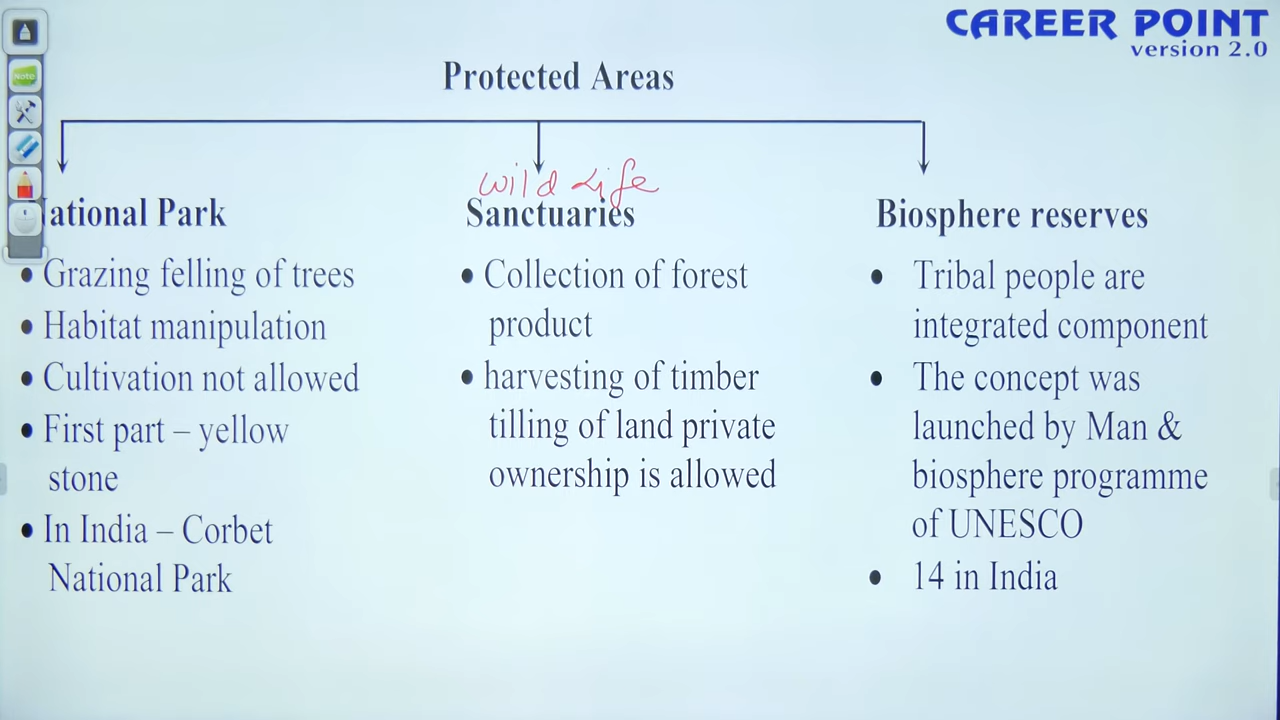 CAREER POINT
version 2.0
Note
Protected Areas
ational Park
• Grazing felling of trees
• Habitat manipulation
• Cultivation not allowed
• First part – yellow
stone
• In India – Corbet
National Park
Wild Life
Sanctuaries
• Collection of forest
product
• harvesting of timber
tilling of land private
ownership is allowed
Biosphere reserves
• Tribal people are
integrated component
• The concept was
launched by Man &
biosphere programme
of UNESCO
• 14 in India